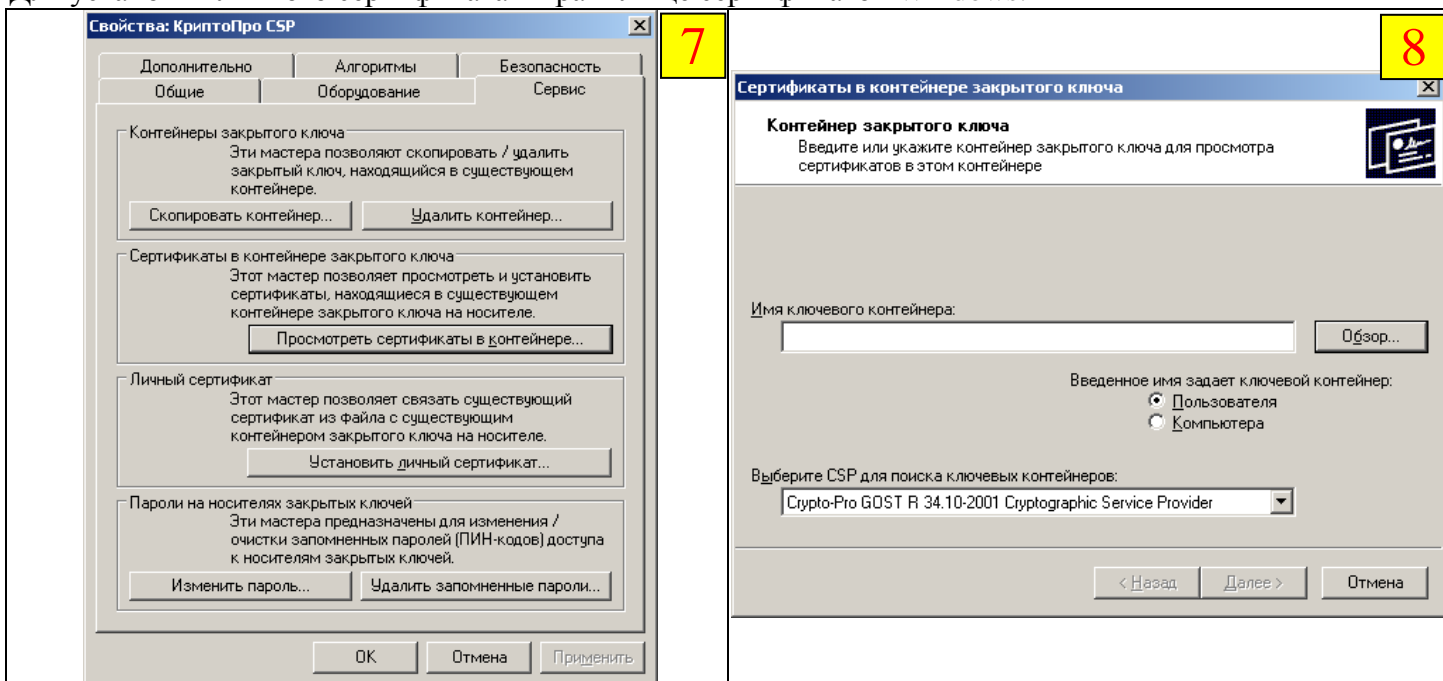 Свойства: КриптоПро CSP
7
Дополнительно
Алгоритмы
Безопасность
Общие
Оборудование
Сервис
Контейнеры закрытого ключа
Эти мастера позволяют скопировать / удалить
закрытый ключ, находящийся в существующем
контейнере.
Скопировать контейнер...
Удалить контейнер...
Сертификаты в контейнере закрытого ключа
Этот мастер позволяет просмотреть и установить
сертификаты, находящиеся в существующем
контейнере закрытого ключа на носителе.
Просмотреть сертификаты в контейнере...
Личный сертификат
Этот мастер позволяет связать существующий
сертификат из файла с существующим
контейнером закрытого ключа на носителе.
Установить личный сертификат...
Пароли на носителях закрытых ключей
Эти мастера предназначены для изменения /
очистки запомненных паролей (ПИН-кодов) доступа
к носителям закрытых ключей.
Изменить пароль...
Удалить запомненные пароли...
OK
Отмена
Применить
8
Сертификаты в контейнере закрытого ключа
Контейнер закрытого ключа
Введите или укажите контейнер закрытого ключа для просмотра
сертификатов в этом контейнере
Имя ключевого контейнера:
Обзор...
Введенное имя задает ключевой контейнер:
Пользователя
Компьютера
Выберите CSP для поиска ключевых контейнеров:
Crypto-Pro GOST R 34.10-2001 Cryptographic Service Provider
< Назад
Далее >
Отмена